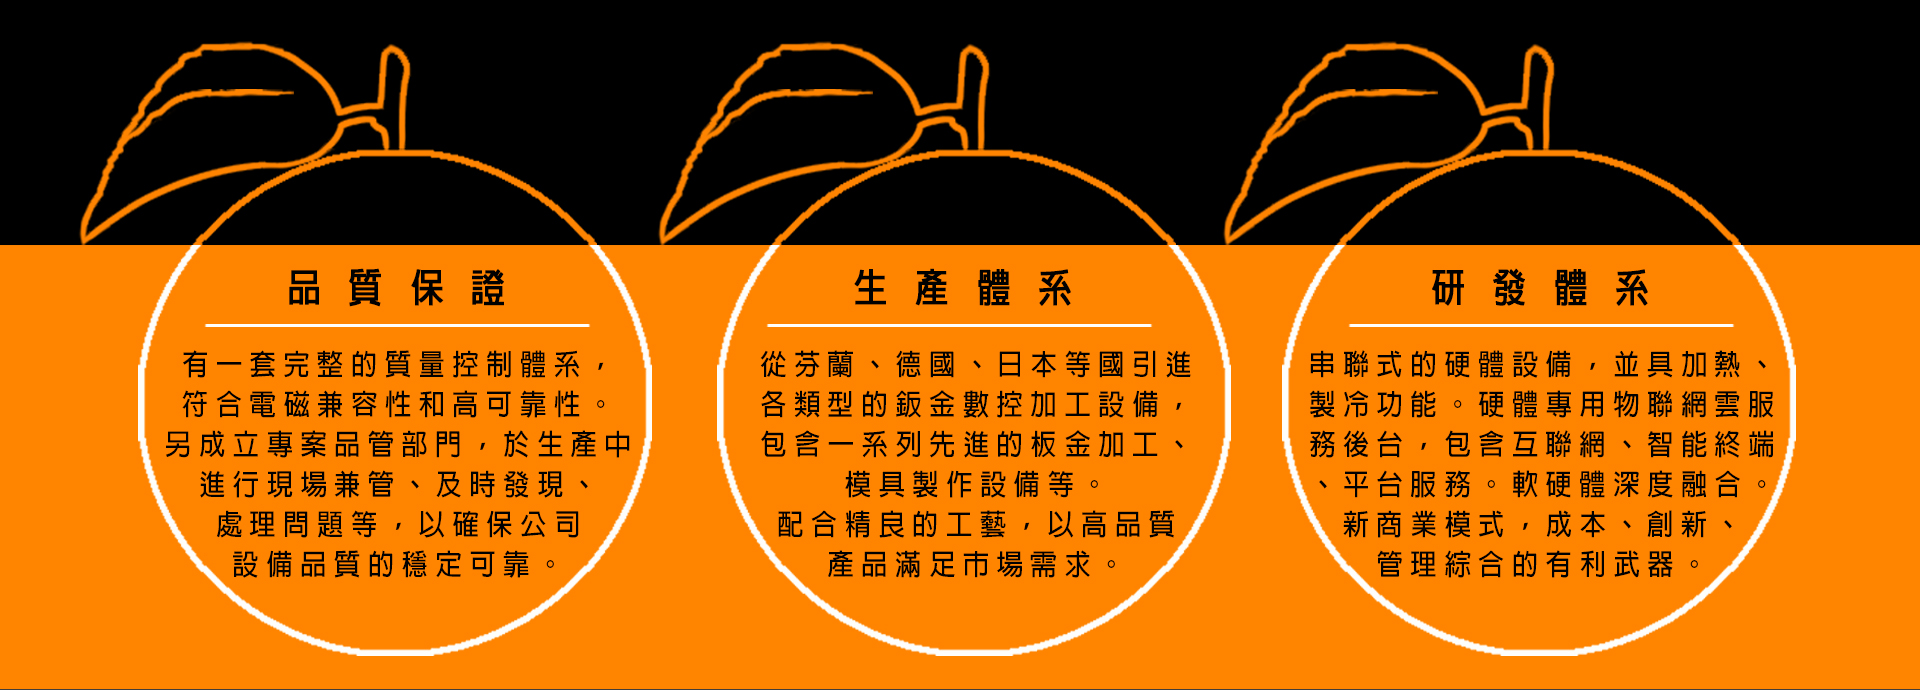 品質保證
有一套完整的質量控制體系，
符合電磁兼容性和高可靠性。
另成立專案品管部門，於生產中
進行現場兼管、及時發現、
處理問題等，以確保公司
設備品質的穩定可靠。
生產體系
從芬蘭、德國、日本等國引進
各類型的鈑金數控加工設備，
包含一系列先進的板金加工、
模具製作設備等。
配合精良的工藝，以高品質
產品滿足市場需求。
研發體系
串聯式的硬體設備，並具加熱、
製冷功能。硬體專用物聯網雲服
務後台，包含互聯網、智能終端
、平台服務。軟硬體深度融合。
新商業模式，成本、創新、
管理綜合的有利武器。